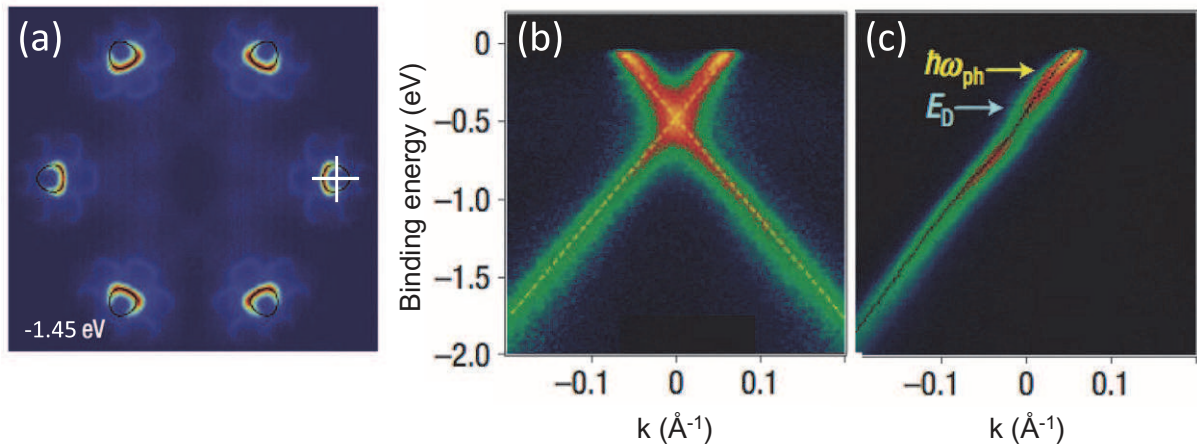 (a)
-1.45 eV
(b)
Binding energy (eV)
0
−0.5
−1.0
−1.5
−2.0
−0.1 0 0.1
k (Å⁻¹)
(c)
ℏω_ph
E_D
−0.1 0 0.1
k (Å⁻¹)